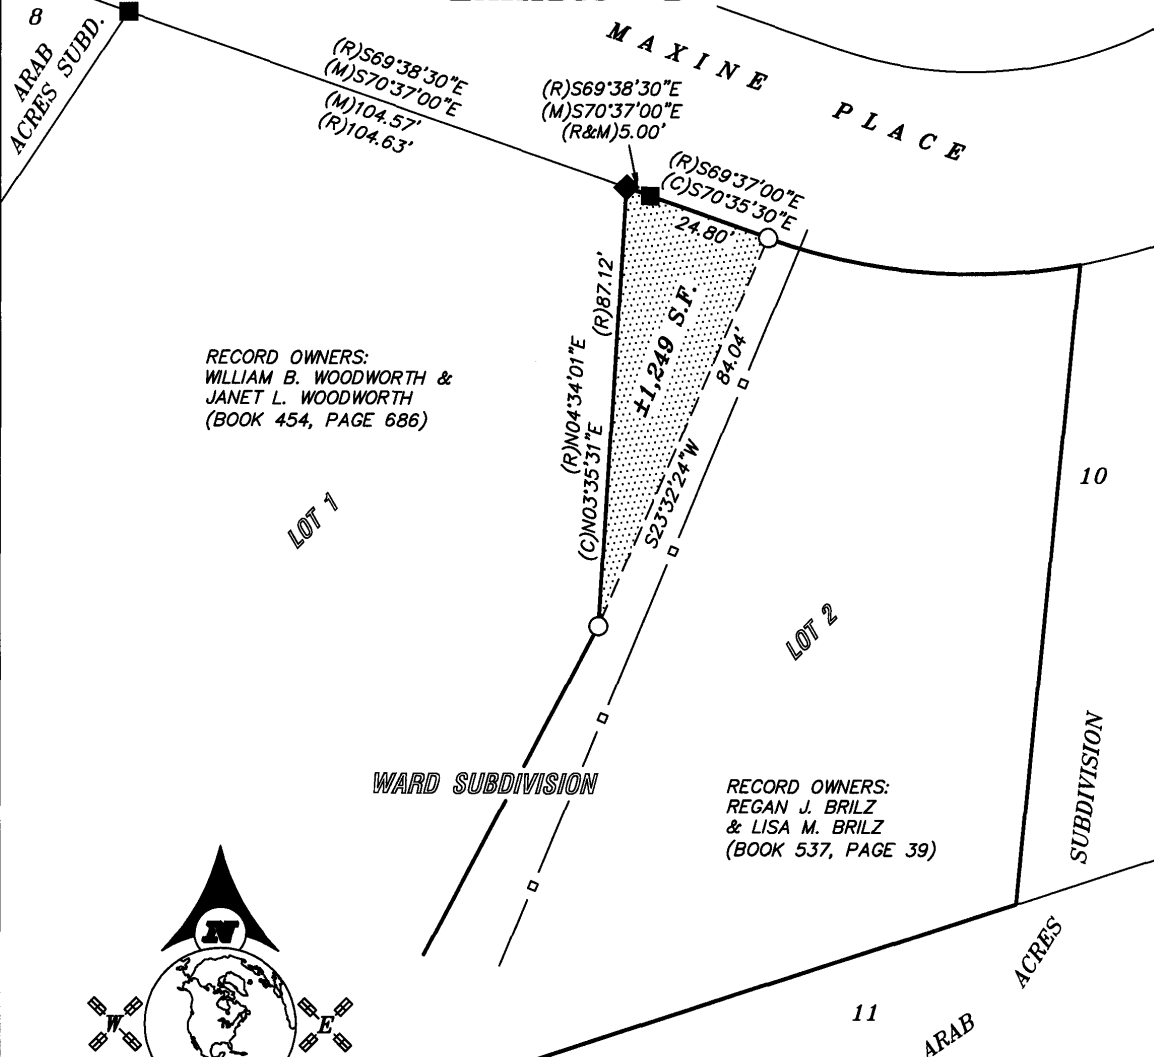 8
ARAB
ACRES SUBD.
(R)S69°38'30"E
(M)S70°37'00"E
(M)104.57'
(R)104.63'
MAXINE PLACE
(R)S69°38'30"E
(M)S70°37'00"E
(R&M)5.00'
(R)S69°37'00"E
(C)S70°35'30"E
24.80'
(R)87.12'
(R)N04°34'01"E
(C)N03°35'31"E
±1,249 S.F.
84.04'
S23°32'24"W
RECORD OWNERS:
WILLIAM B. WOODWORTH &
JANET L. WOODWORTH
(BOOK 454, PAGE 686)
LOT 1
10
LOT 2
WARD SUBDIVISION
RECORD OWNERS:
REGAN J. BRILZ
& LISA M. BRILZ
(BOOK 537, PAGE 39)
SUBDIVISION
ACRES
ARAB
11
N
W
E